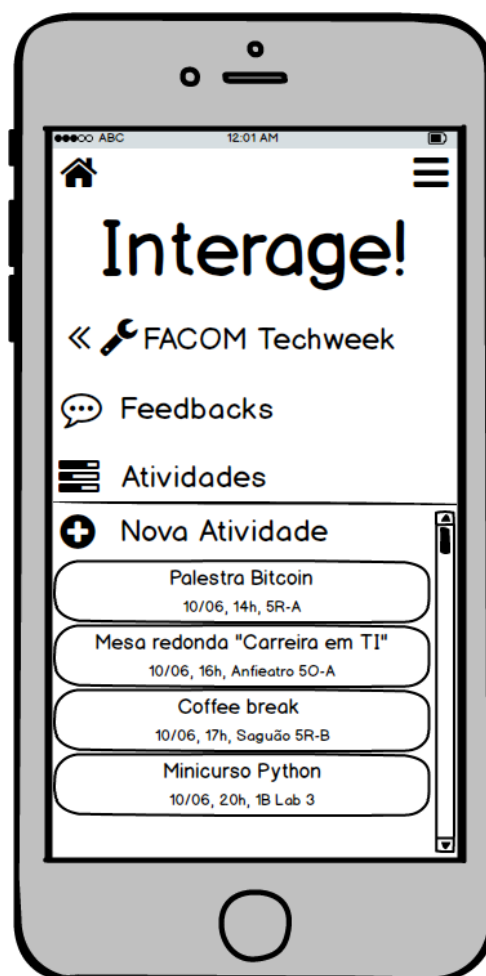 ABC 12:01 AM
Interage!
FACOM Techweek
Feedbacks
Atividades
Nova Atividade
Palestra Bitcoin
10/06, 14h, 5R-A
Mesa redonda "Carreira em TI"
10/06, 16h, Anfieatro 5O-A
Coffee break
10/06, 17h, Saguão 5R-B
Minicurso Python
10/06, 20h, 1B Lab 3